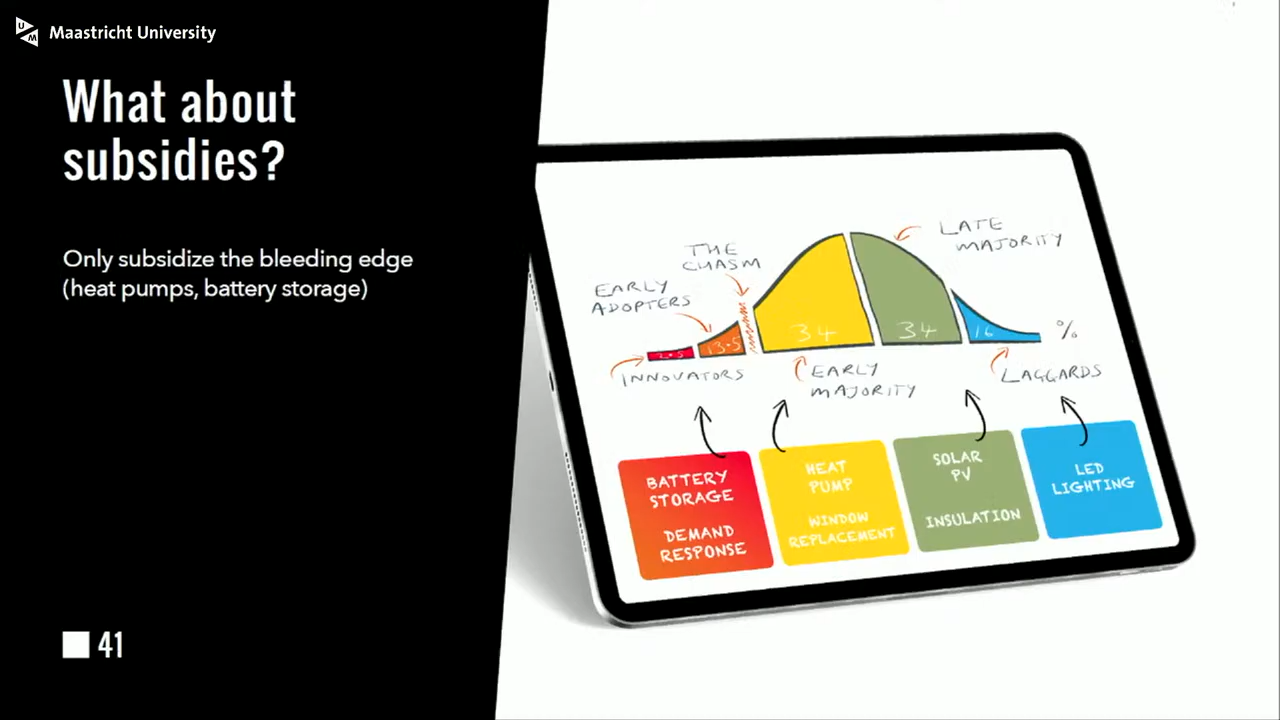 UM
Maastricht University
What about
subsidies?
Only subsidize the bleeding edge
(heat pumps, battery storage)
41
LATE
MAJORITY
THE
CHASM
EARLY
ADOPTERS
2.5
13.5
34
34
16
%
INNOVATORS
EARLY
MAJORITY
LAGGARDS
BATTERY
STORAGE
DEMAND
RESPONSE
HEAT
PUMP
WINDOW
REPLACEMENT
SOLAR
PV
INSULATION
LED
LIGHTING